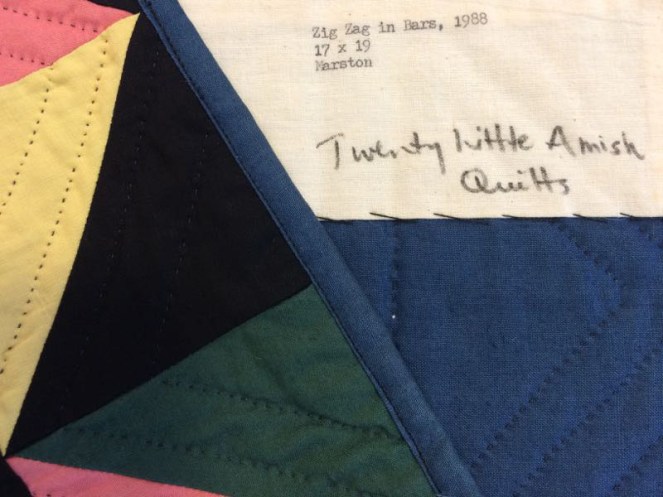 Zig Zag in Bars, 1988
17 x 19
Marston
Twenty Little Amish
Quilts